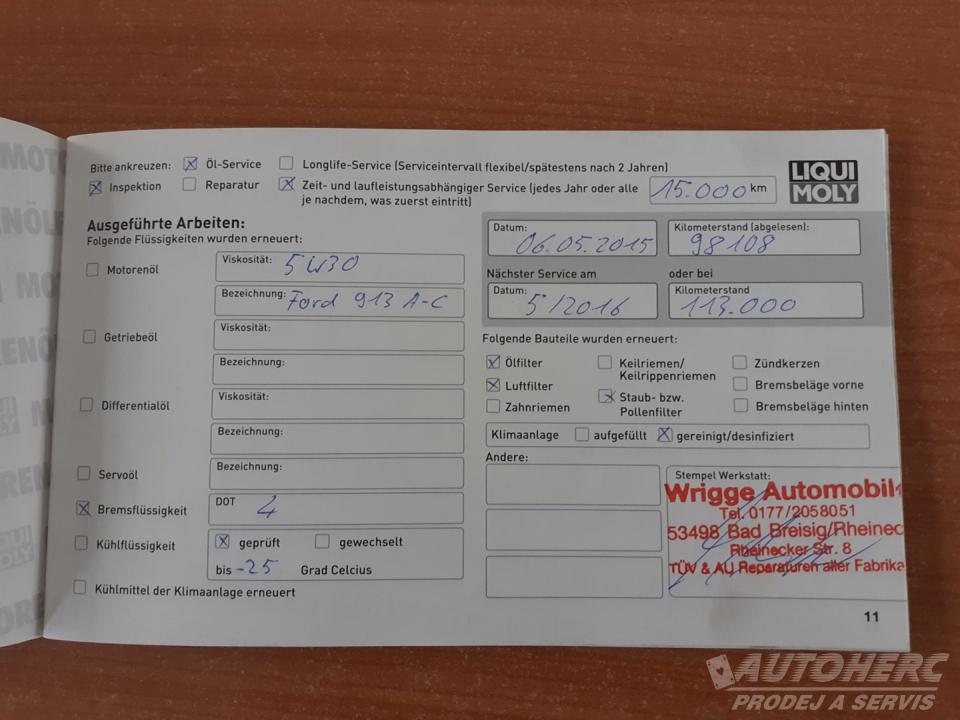 Bitte ankreuzen: Öl-Service Longlife-Service (Serviceintervall flexibel/spätestens nach 2 Jahren)
Inspektion Reparatur Zeit- und laufleistungsabhängiger Service (jedes Jahr oder alle 15.000 km
je nachdem, was zuerst eintritt)
LIQUI
MOLY
Ausgeführte Arbeiten:
Folgende Flüssigkeiten wurden erneuert:
Motorenöl
Viskosität: 5W30
Bezeichnung: Ford 913 A-C
Getriebeöl
Viskosität:
Bezeichnung:
Differentialöl
Viskosität:
Bezeichnung:
Servoöl
Bezeichnung:
Bremsflüssigkeit
DOT 4
Kühlflüssigkeit
geprüft gewechselt
bis -25 Grad Celcius
Kühlmittel der Klimaanlage erneuert
Datum: Kilometerstand (abgelesen):
06.05.2015 98108
Nächster Service am oder bei
Datum: Kilometerstand
5/2016 113.000
Folgende Bauteile wurden erneuert:
Ölfilter Keilriemen/ Zündkerzen
Keilrippenriemen
Luftfilter Bremsbeläge vorne
Zahnriemen Staub- bzw. Bremsbeläge hinten
Pollenfilter
Klimaanlage aufgefüllt gereinigt/desinfiziert
Andere:
Stempel Werkstatt:
Wrigge Automobil
Tel. 0177/2058051
53498 Bad Breisig/Rheinec
Rheinecker Str. 8
TÜV & AU Reparaturen aller Fabrika
11
MOTO
AUTOHERC
PRODEJ A SERVIS